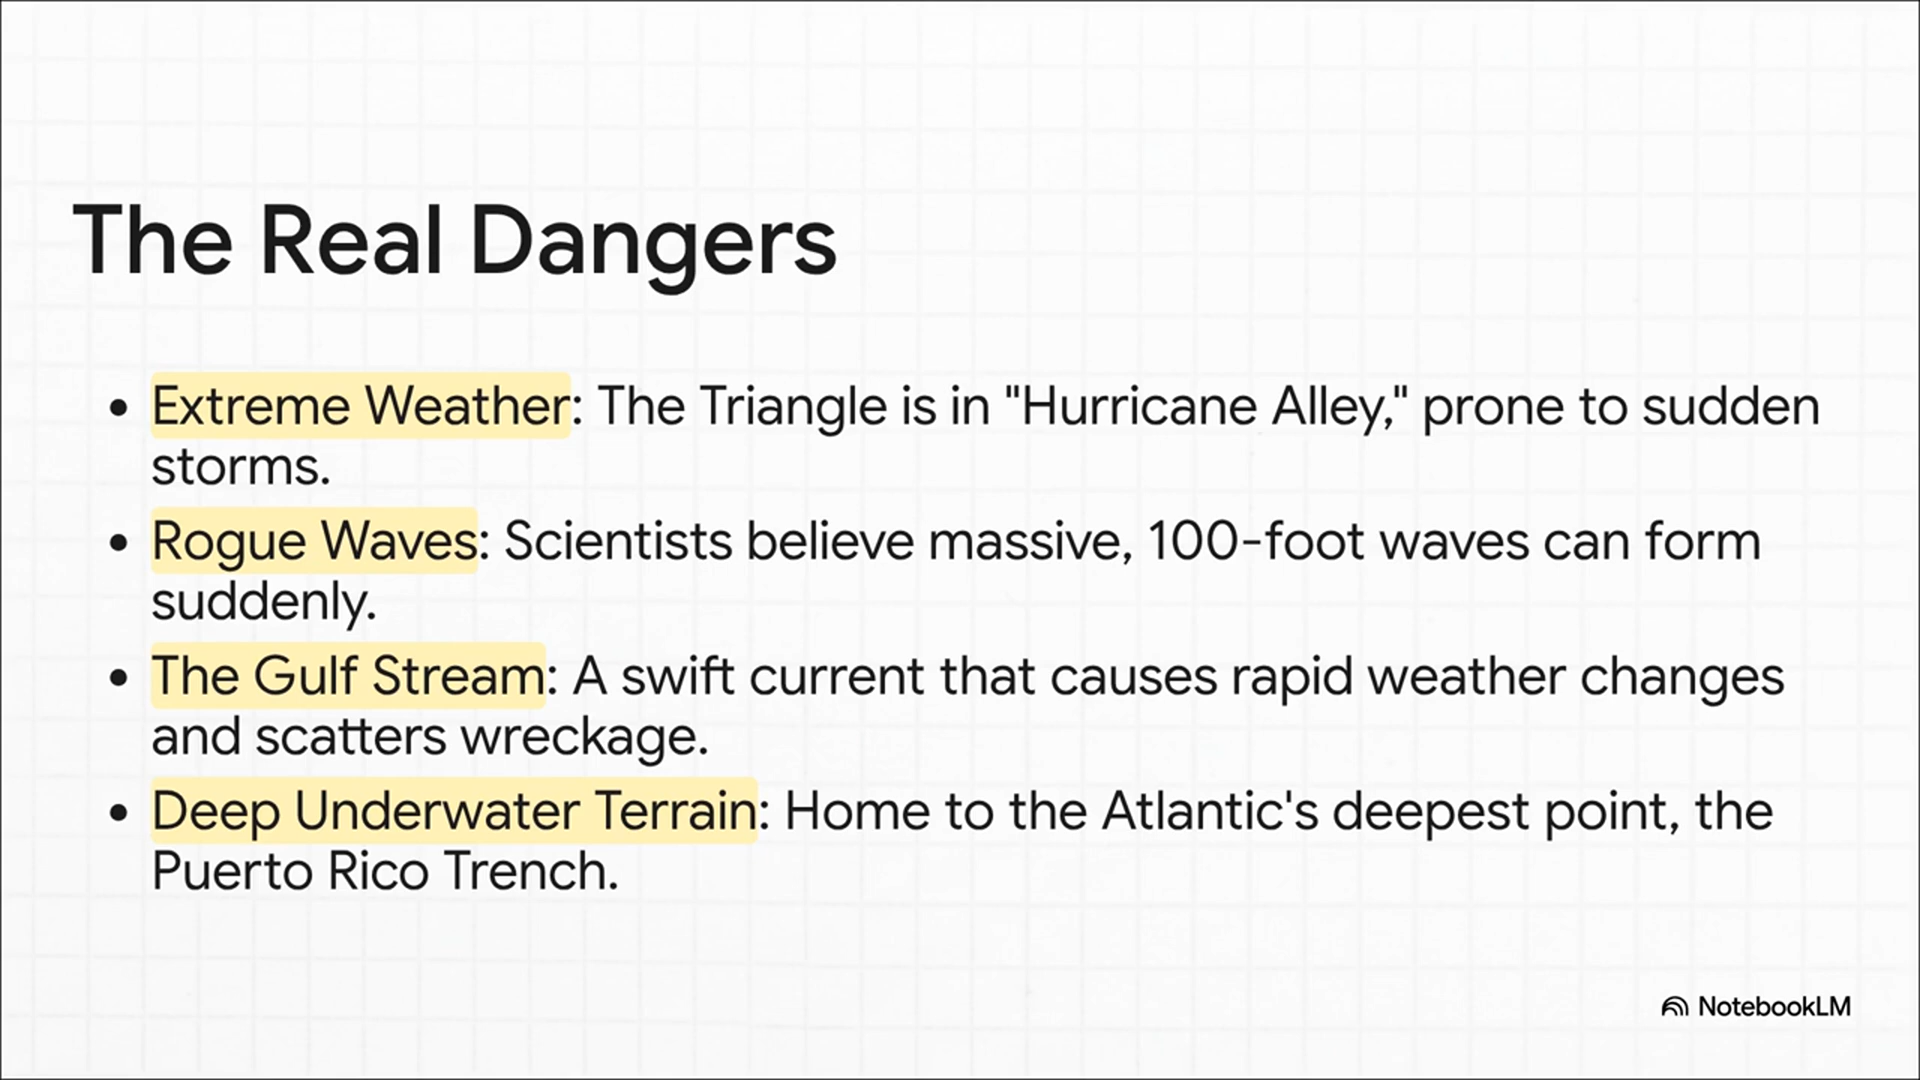 The Real Dangers
• Extreme Weather: The Triangle is in "Hurricane Alley," prone to sudden
storms.
• Rogue Waves: Scientists believe massive, 100-foot waves can form
suddenly.
• The Gulf Stream: A swift current that causes rapid weather changes
and scatters wreckage.
• Deep Underwater Terrain: Home to the Atlantic's deepest point, the
Puerto Rico Trench.
NotebookLM